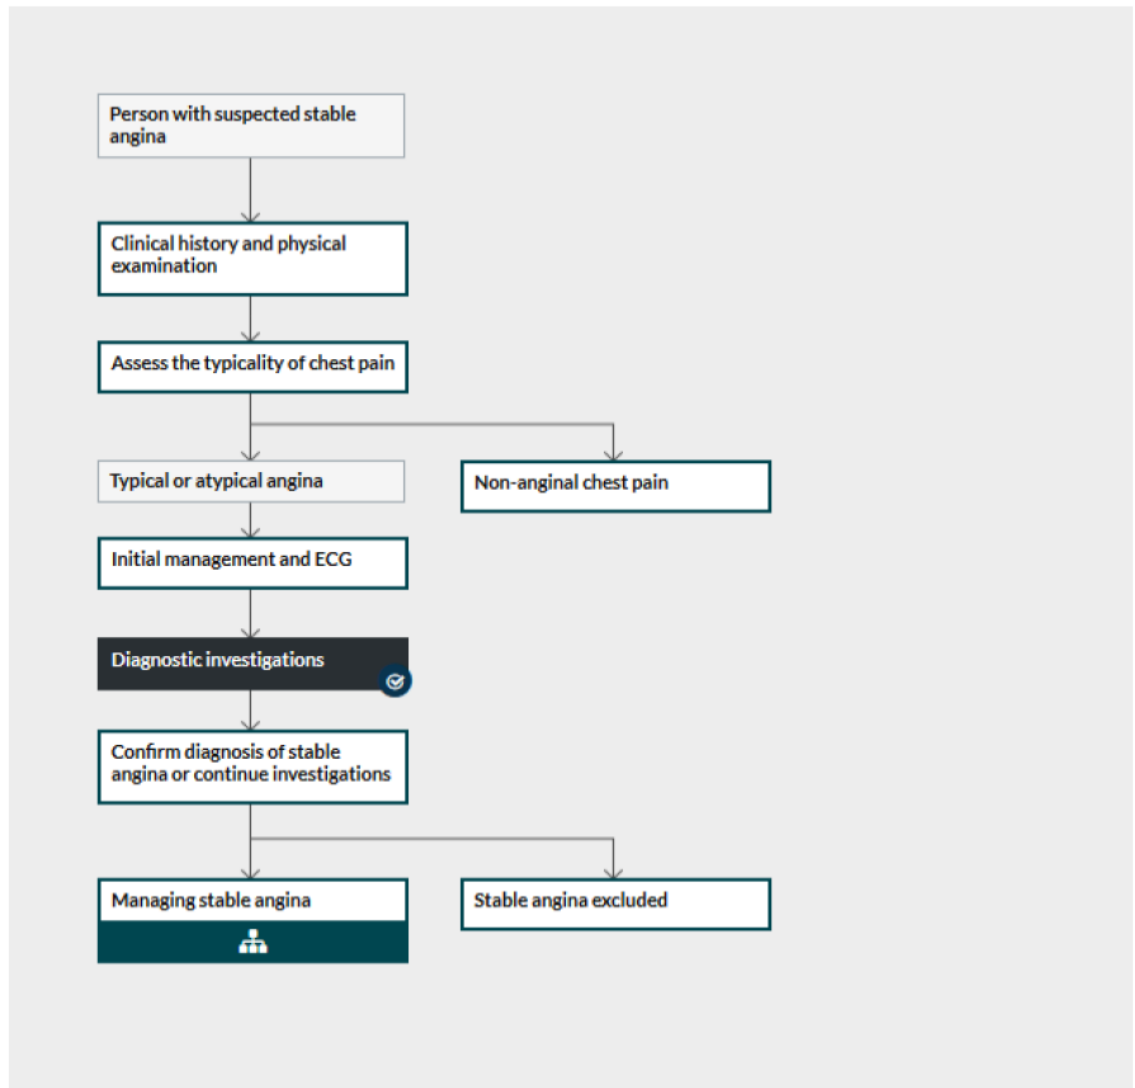 Person with suspected stable
angina
Clinical history and physical
examination
Assess the typicality of chest pain
Typical or atypical angina
Non-anginal chest pain
Initial management and ECG
Diagnostic investigations
Confirm diagnosis of stable
angina or continue investigations
Managing stable angina
Stable angina excluded